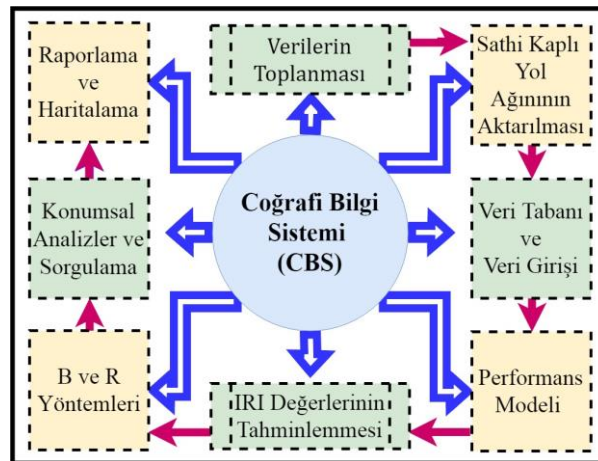 Verilerin
Toplanması
Sathi Kaplı
Yol
Ağınının
Aktarılması
Veri Tabanı
ve
Veri Girişi
Performans
Modeli
IRI Değerlerinin
Tahminlemmesi
B ve R
Yöntemleri
Konumsal
Analizler ve
Sorgulama
Raporlama
ve
Haritalama
Coğrafi Bilgi
Sistemi
(CBS)